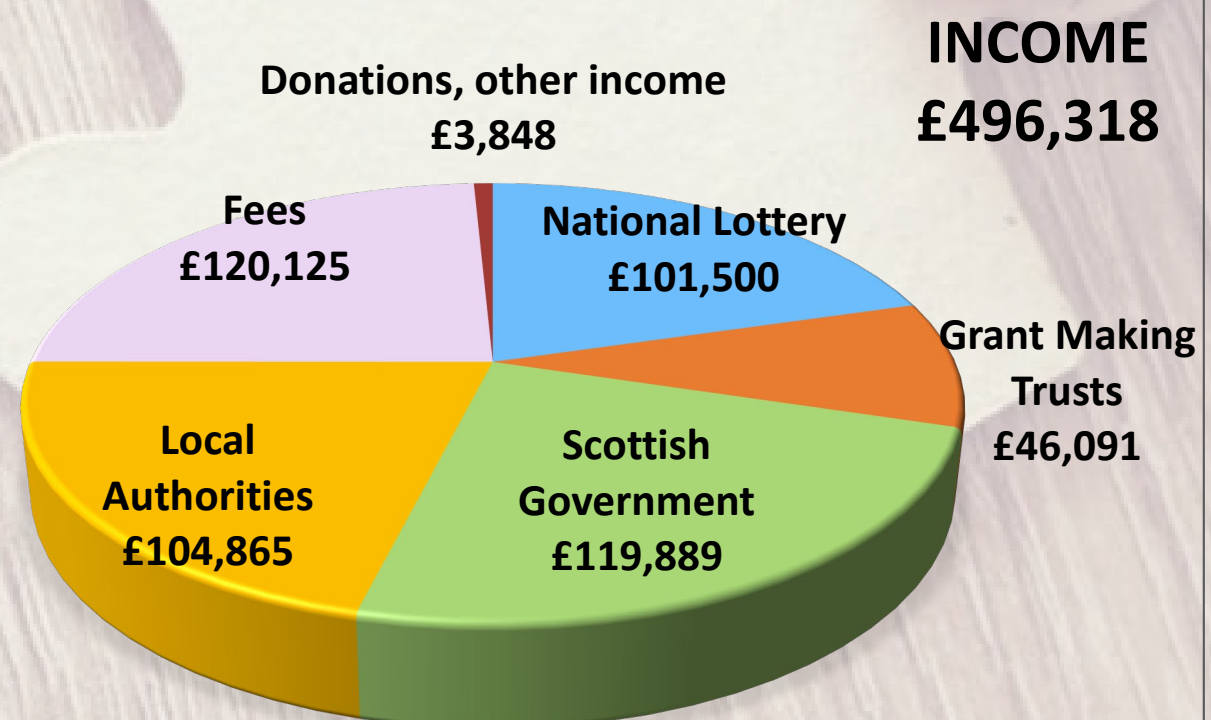 INCOME
£496,318
Donations, other income
£3,848
Fees
£120,125
National Lottery
£101,500
Grant Making
Trusts
£46,091
Local
Authorities
£104,865
Scottish
Government
£119,889